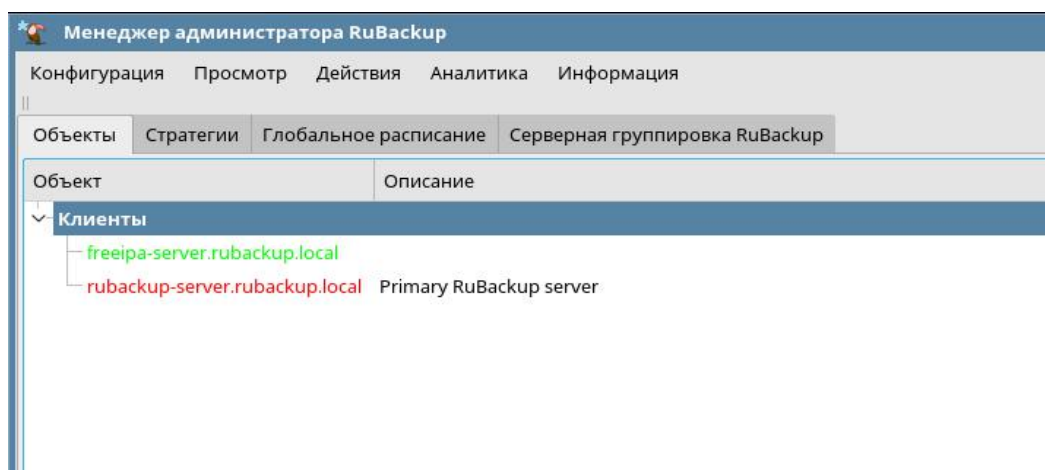 Менеджер администратора RuBackup
Конфигурация Просмотр Действия Аналитика Информация
Объекты Стратегии Глобальное расписание Серверная группировка RuBackup
Объект Описание
Клиенты
freeipa-server.rubackup.local
rubackup-server.rubackup.local Primary RuBackup server